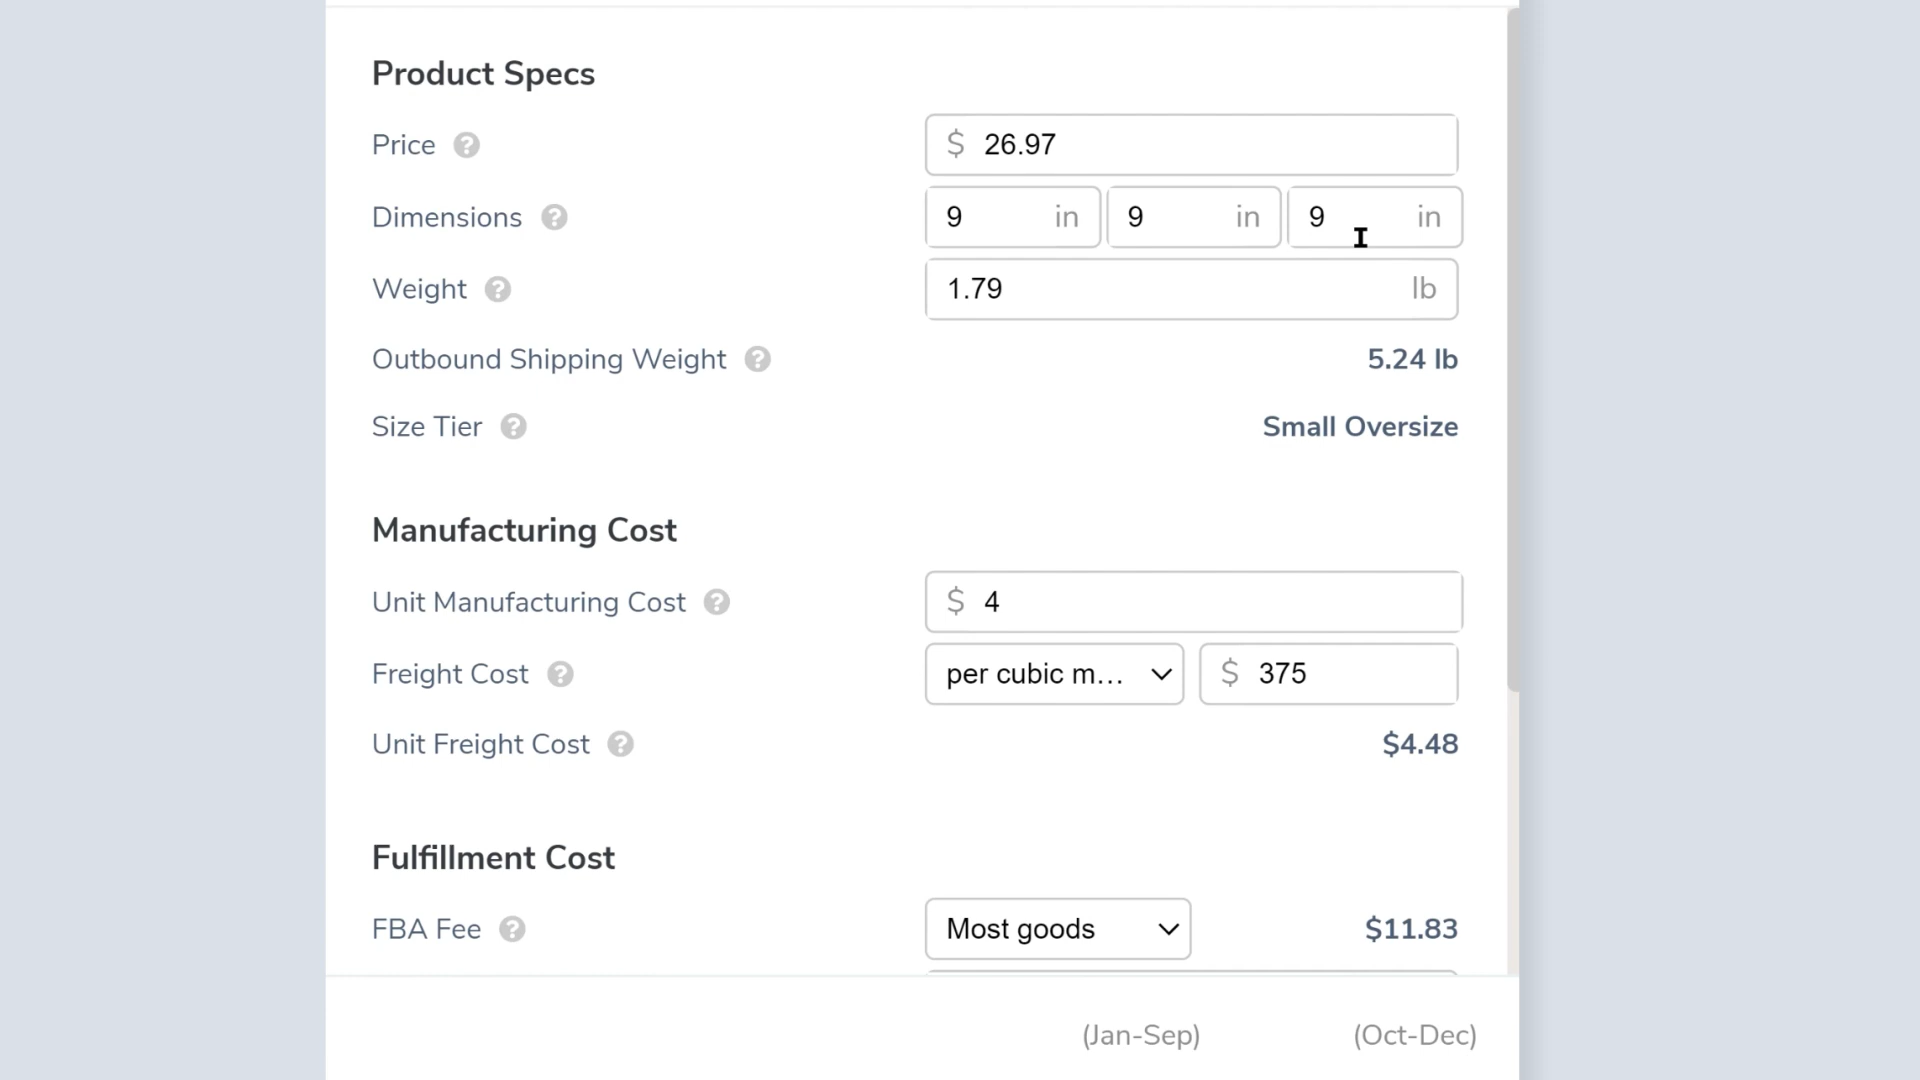 Product Specs
Price ? $ 26.97
Dimensions ? 9 in 9 in 9 in
Weight ? 1.79 lb
Outbound Shipping Weight ? 5.24 lb
Size Tier ? Small Oversize
Manufacturing Cost
Unit Manufacturing Cost ? $ 4
Freight Cost ? per cubic m... $ 375
Unit Freight Cost ? $4.48
Fulfillment Cost
FBA Fee ? Most goods $11.83
(Jan-Sep) (Oct-Dec)